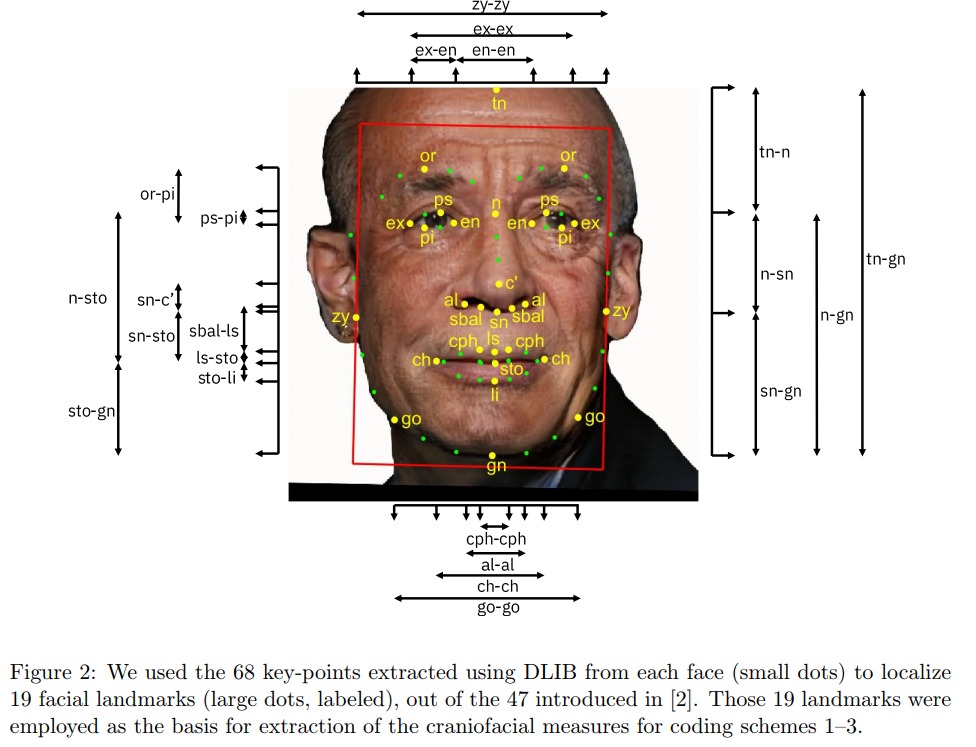 zy-zy
ex-ex
ex-en en-en
tn
or or
or-pi
tn-n
ps n ps
ps-pi
ex en en ex
pi pi
tn-gn
n-sn
n-sto
sn-c’
c'
al al
sbal sn sbal
zy zy
n-gn
sn-sto
sbal-ls
cph ls cph
ls-sto
ch sto ch
sto-li
li
sn-gn
sto-gn
go go
gn
cph-cph
al-al
ch-ch
go-go
Figure 2: We used the 68 key-points extracted using DLIB from each face (small dots) to localize
19 facial landmarks (large dots, labeled), out of the 47 introduced in [2]. Those 19 landmarks were
employed as the basis for extraction of the craniofacial measures for coding schemes 1–3.